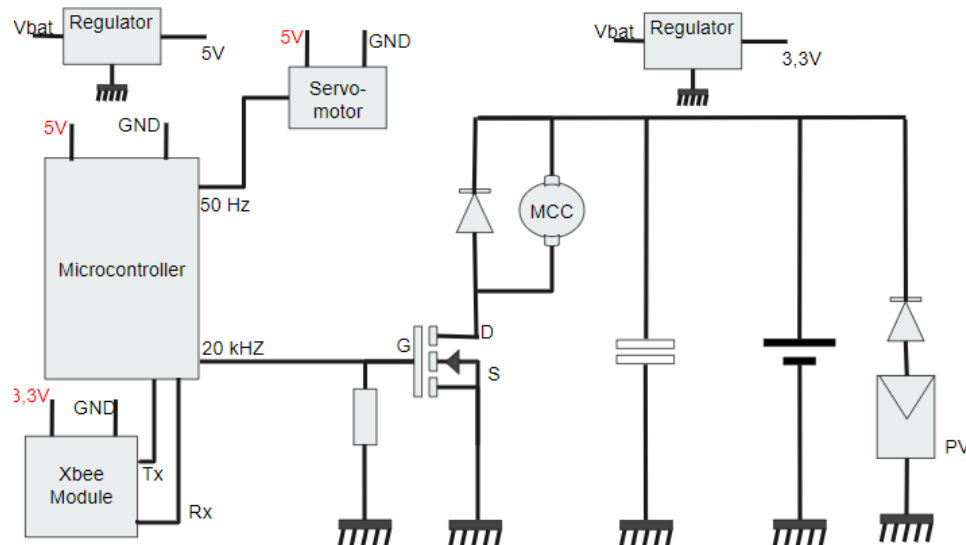 Vbat
Regulator
5V
5V
GND
Servo-
motor
Vbat
Regulator
3,3V
5V
GND
50 Hz
MCC
Microcontroller
20 kHZ
G
D
S
3,3V
GND
Xbee
Module
Tx
Rx
PV